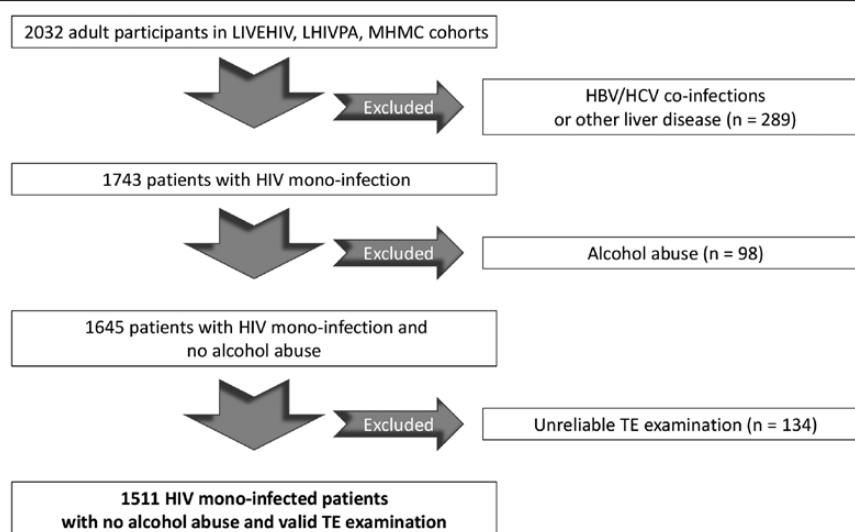 2032 adult participants in LIVEHIV, LHIVPA, MHMC cohorts
Excluded
HBV/HCV co-infections
or other liver disease (n = 289)
1743 patients with HIV mono-infection
Excluded
Alcohol abuse (n = 98)
1645 patients with HIV mono-infection and
no alcohol abuse
Excluded
Unreliable TE examination (n = 134)
1511 HIV mono-infected patients
with no alcohol abuse and valid TE examination